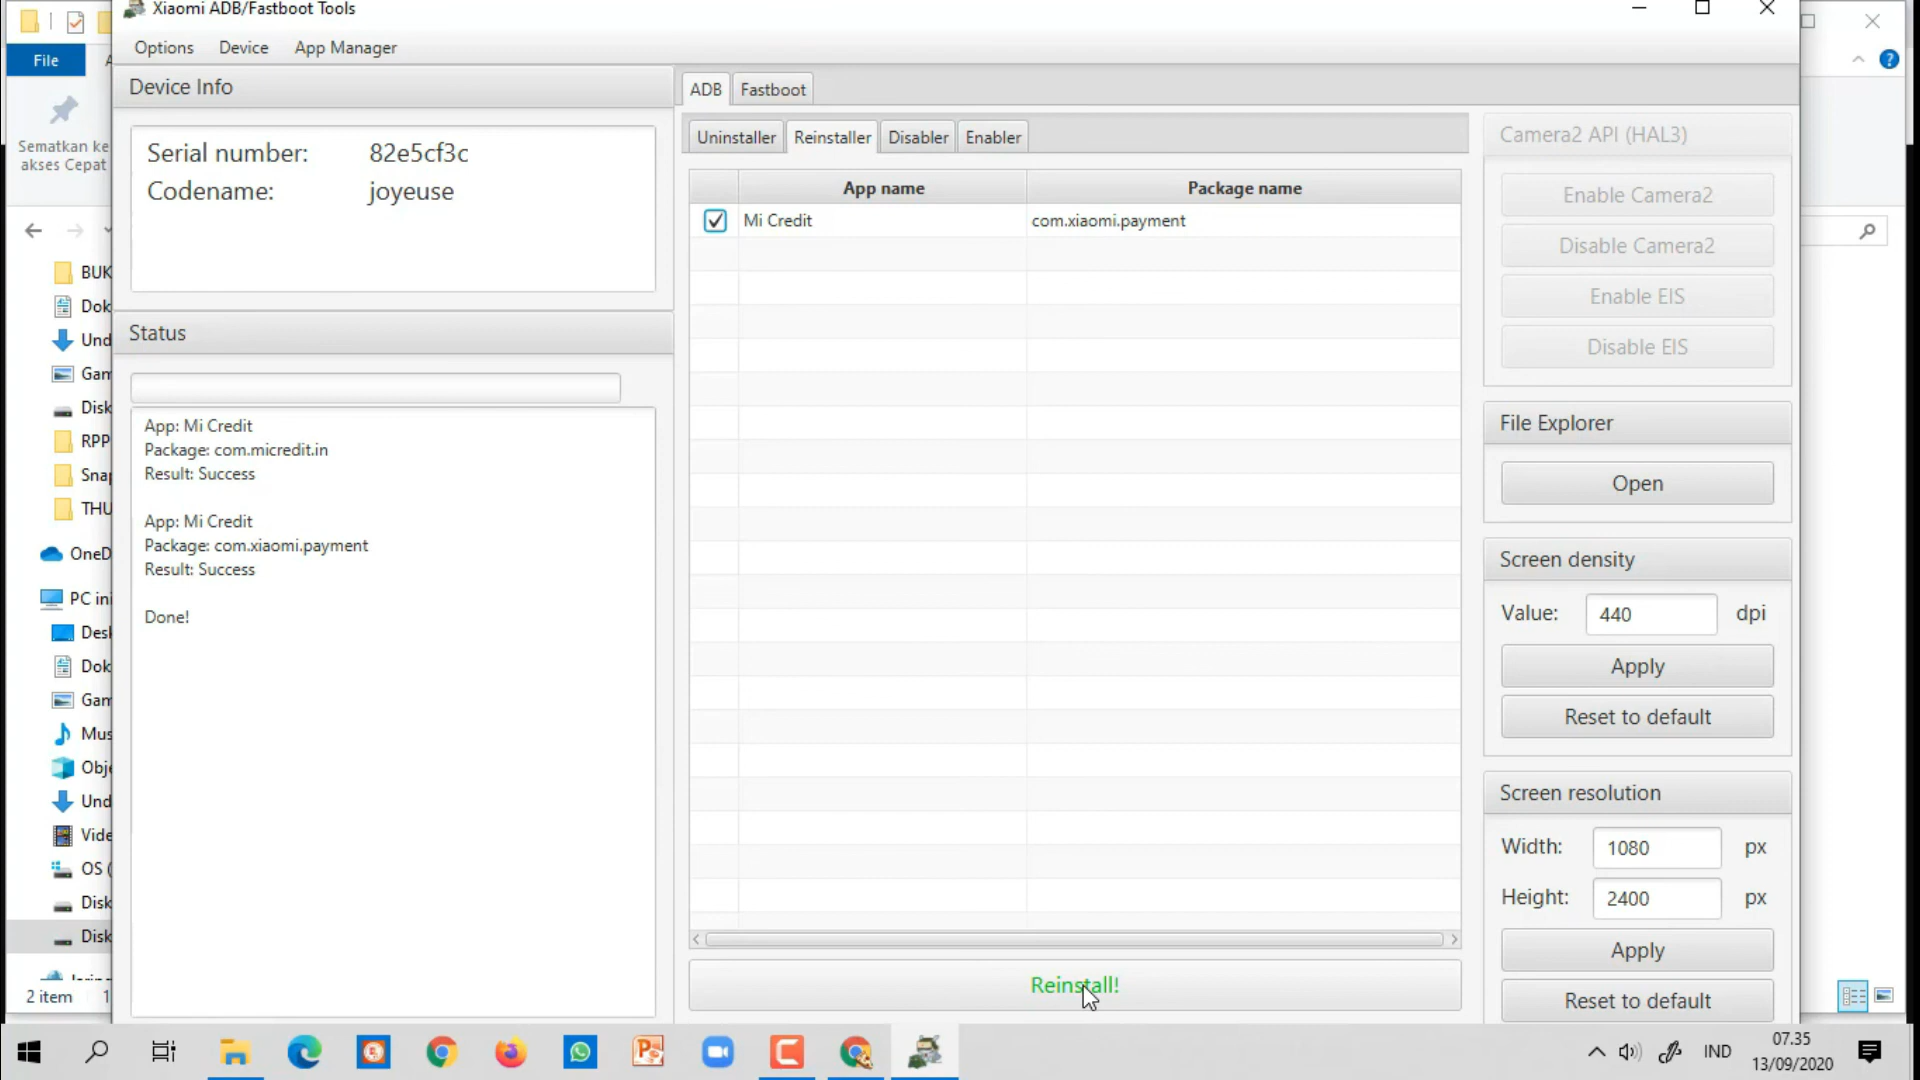 Xiaomi ADB/Fastboot Tools
File
Options Device App Manager
Device Info
Serial number: 82e5cf3c
Codename: joyeuse
Sematkan ke
akses Cepat
BUK
Dok
Und
Gam
Disk
RPP
Snap
THU
OneD
PC ini
Desk
Dok
Gam
Mus
Obje
Und
Vide
OS (
Disk
Disk
2 item 1
Status
App: Mi Credit
Package: com.micredit.in
Result: Success
App: Mi Credit
Package: com.xiaomi.payment
Result: Success
Done!
ADB Fastboot
Uninstaller Reinstaller Disabler Enabler
App name Package name
Mi Credit com.xiaomi.payment
Reinstall!
Camera2 API (HAL3)
Enable Camera2
Disable Camera2
Enable EIS
Disable EIS
File Explorer
Open
Screen density
Value: 440 dpi
Apply
Reset to default
Screen resolution
Width: 1080 px
Height: 2400 px
Apply
Reset to default
IND
07.35
13/09/2020